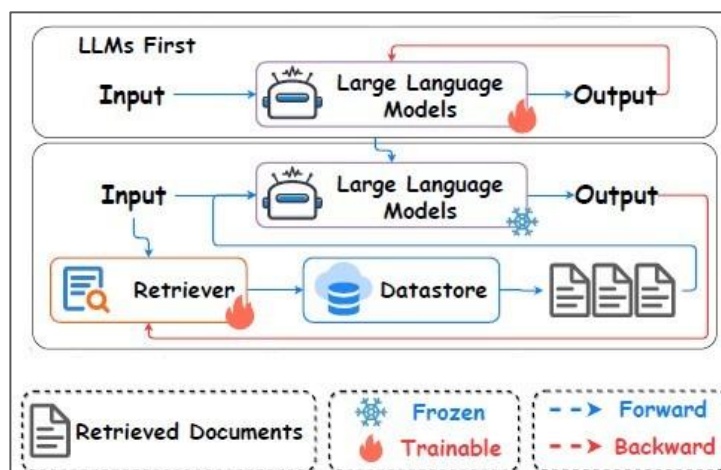 LLMs First
Input
Large Language
Models
Output
Input
Large Language
Models
Output
Retriever
Datastore
Retrieved Documents
Frozen
Trainable
Forward
Backward